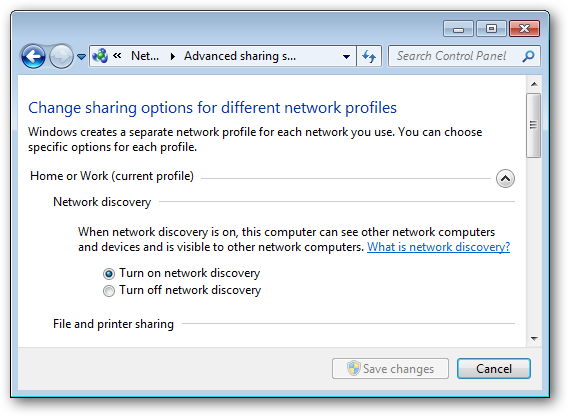 « Net... Advanced sharing s... Search Control Panel
Change sharing options for different network profiles
Windows creates a separate network profile for each network you use. You can choose
specific options for each profile.
Home or Work (current profile)
Network discovery
When network discovery is on, this computer can see other network computers
and devices and is visible to other network computers. What is network discovery?
Turn on network discovery
Turn off network discovery
File and printer sharing
Save changes Cancel